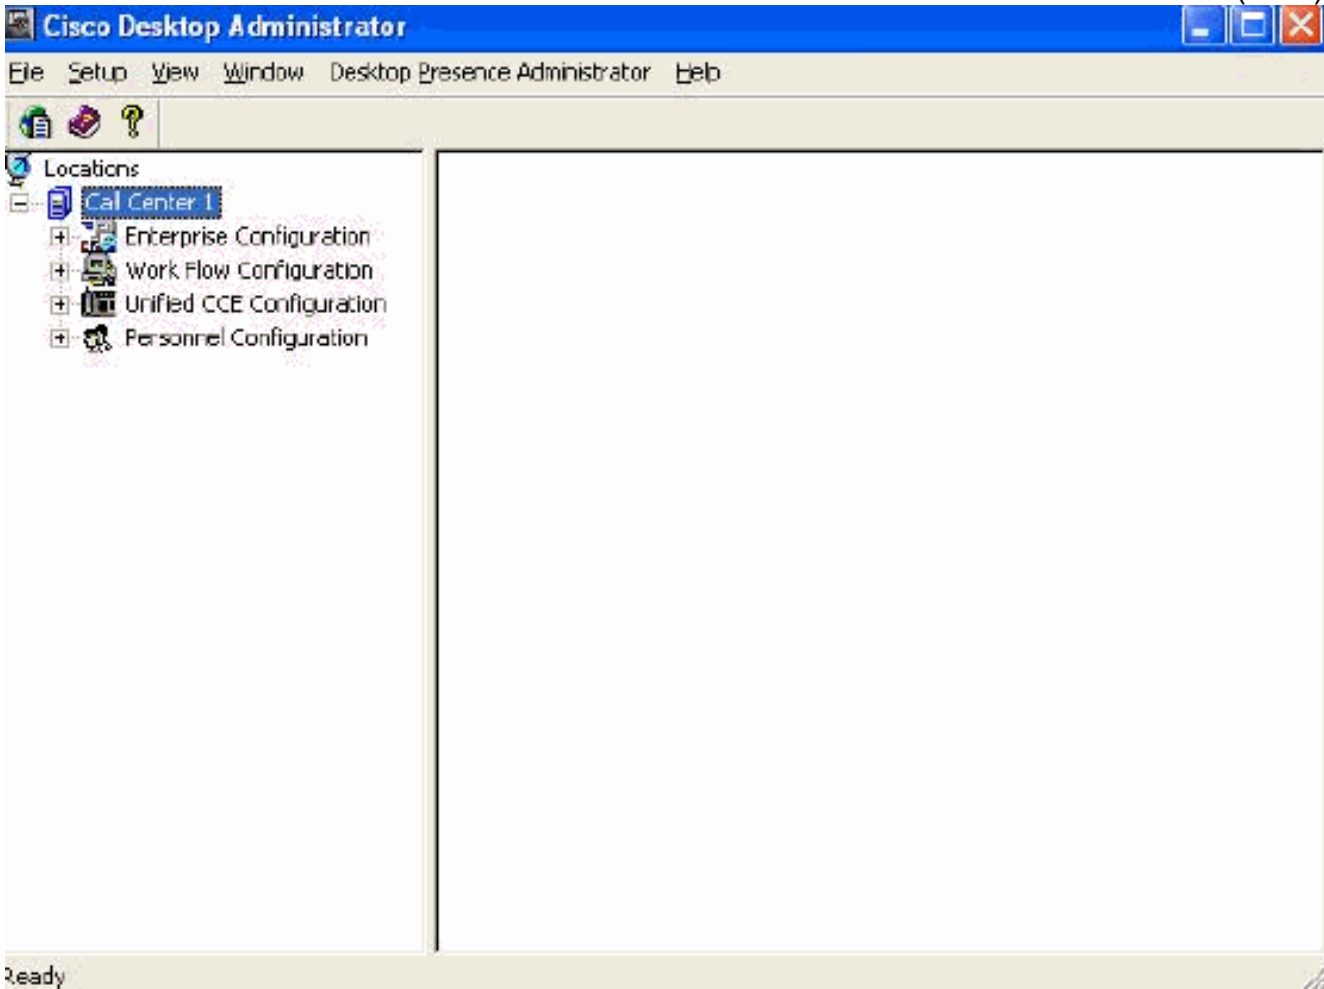 Cisco Desktop Administrator
File Setup View Window Desktop Presence Administrator Help
Locations
Call Center 1
Enterprise Configuration
Work Flow Configuration
Unified CCE Configuration
Personnel Configuration
Ready